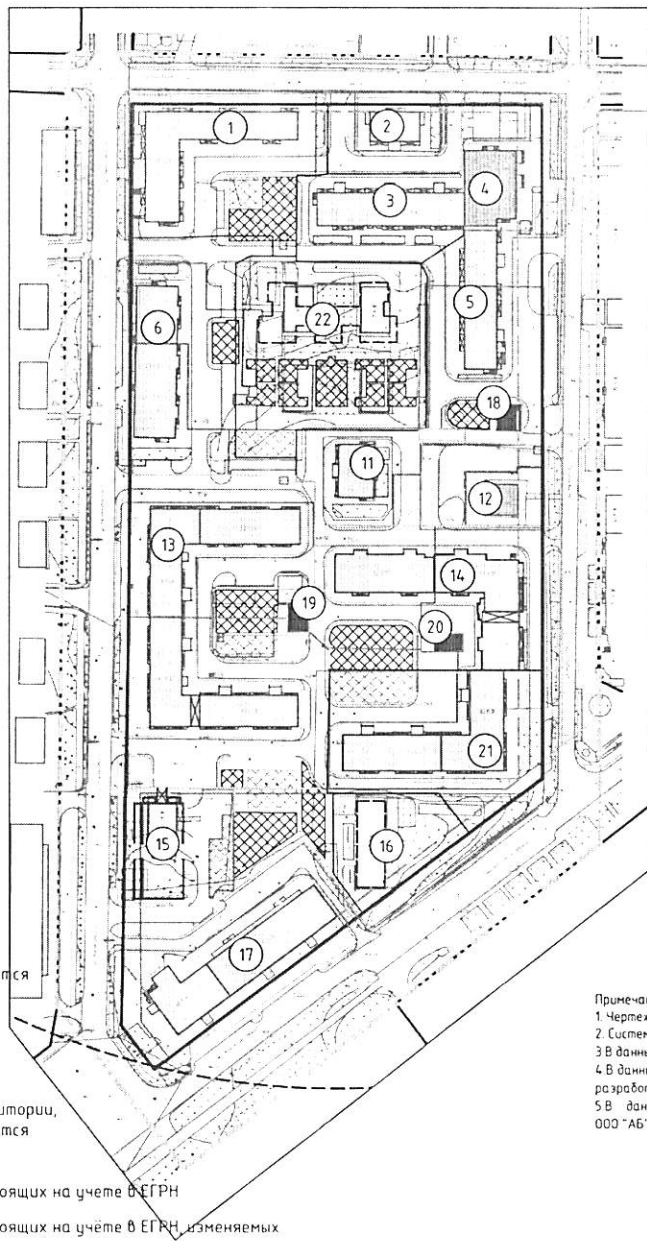 1
2
3
4
5
6
22
18
11
12
13
14
19
20
21
15
16
17
тся
Примечан
1. Чертеж
2. Систем
3 В данны
4 В данны
разработ
5 В дан
ООО "АБ"
итории,
тся
оящих на учете в ЕГРН
оящих на учёте в ЕГРН, изменяемых